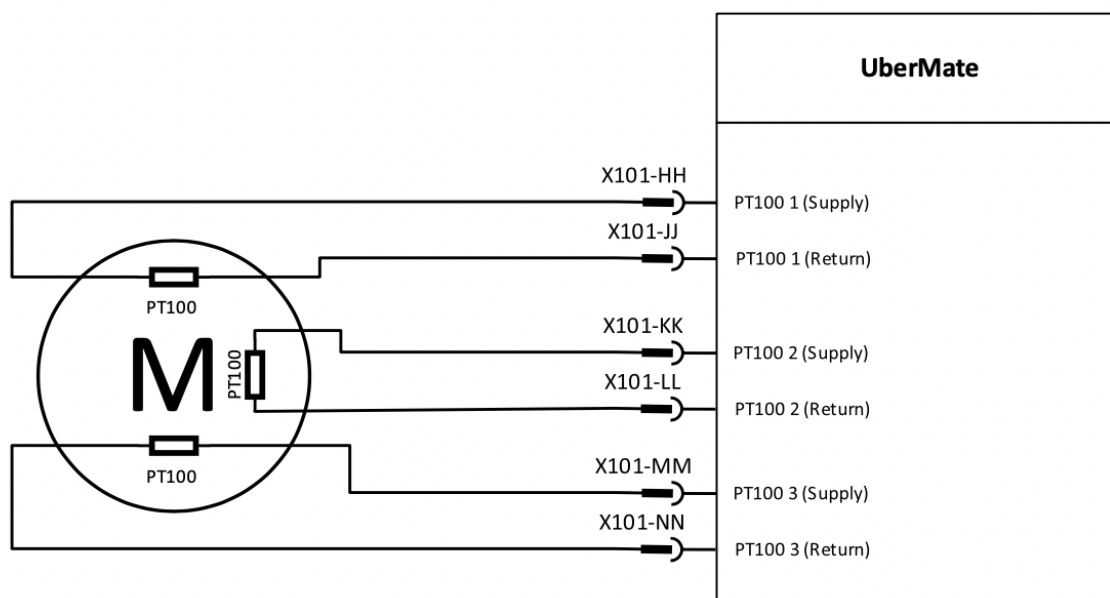 UberMate
X101-HH
PT100 1 (Supply)
X101-JJ
PT100 1 (Return)
PT100
X101-KK
PT100 2 (Supply)
M
PT100
X101-LL
PT100 2 (Return)
PT100
X101-MM
PT100 3 (Supply)
X101-NN
PT100 3 (Return)